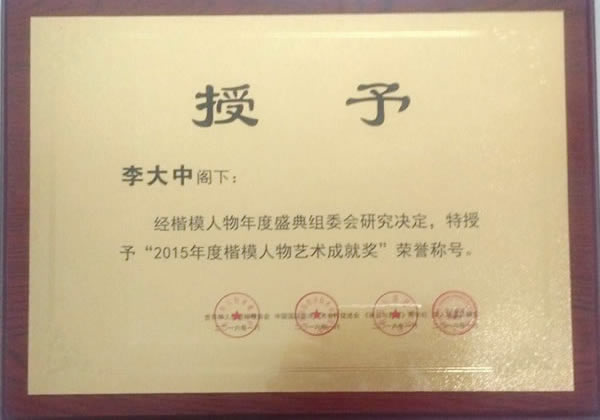 授 予
李大中阁下：
经楷模人物年度盛典组委会研究决定，特授
予“2015年度楷模人物艺术成就奖”荣誉称号。